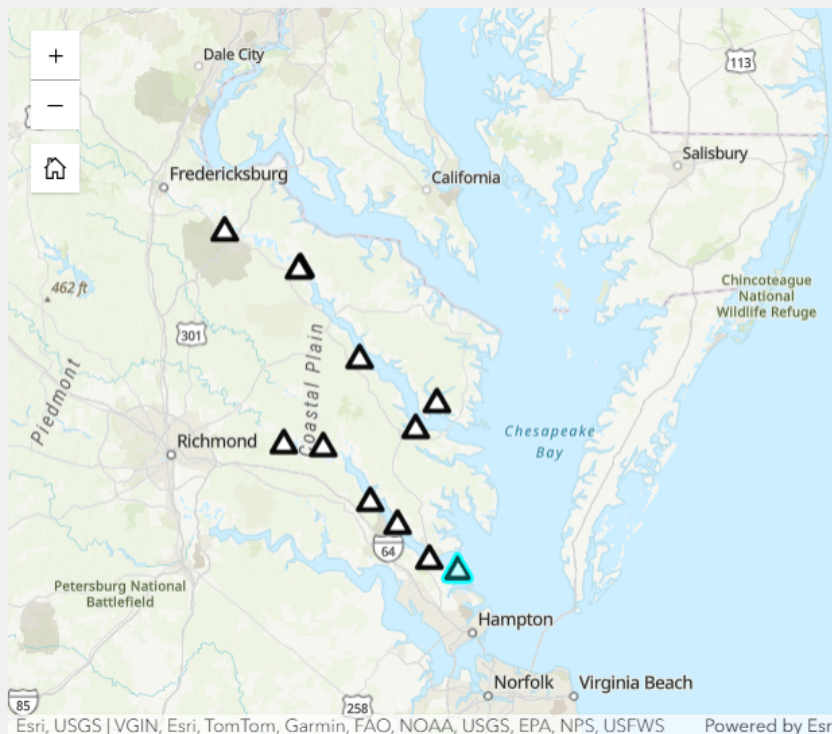 +
Dale City
113
−
Salisbury
Fredericksburg
California
462 ft
Chincoteague
National
Wildlife Refuge
301
Coastal Plain
Piedmont
Richmond
Chesapeake
Bay
64
Petersburg National
Battlefield
Hampton
Norfolk
Virginia Beach
85
258
Esri, USGS | VGIN, Esri, TomTom, Garmin, FAO, NOAA, USGS, EPA, NPS, USFWS
Powered by Esr